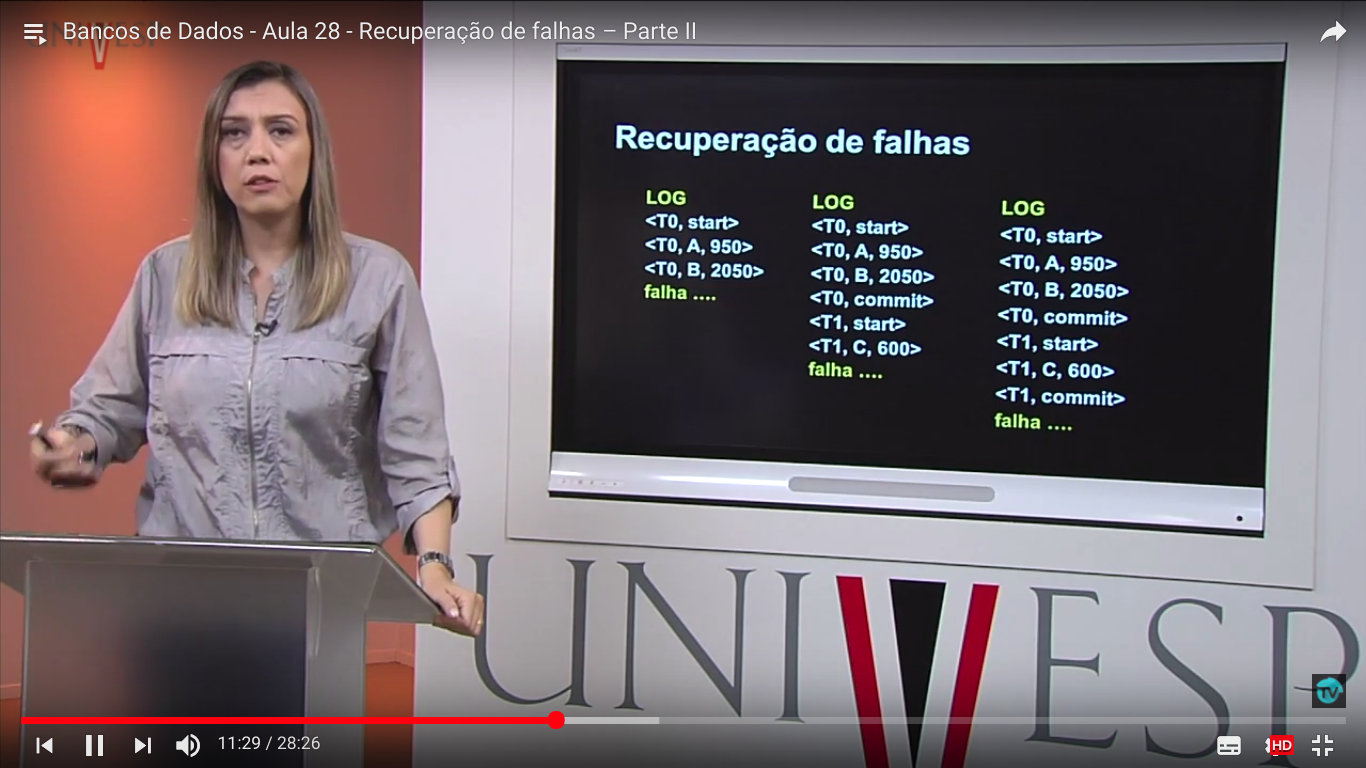 Bancos de Dados - Aula 28 - Recuperação de falhas – Parte II
UNIVESP
Recuperação de falhas
LOG
<T0, start>
<T0, A, 950>
<T0, B, 2050>
falha ....
LOG
<T0, start>
<T0, A, 950>
<T0, B, 2050>
<T0, commit>
<T1, start>
<T1, C, 600>
falha ....
LOG
<T0, start>
<T0, A, 950>
<T0, B, 2050>
<T0, commit>
<T1, start>
<T1, C, 600>
<T1, commit>
falha ....
UNIVESP
TV
11:29 / 28:26
HD